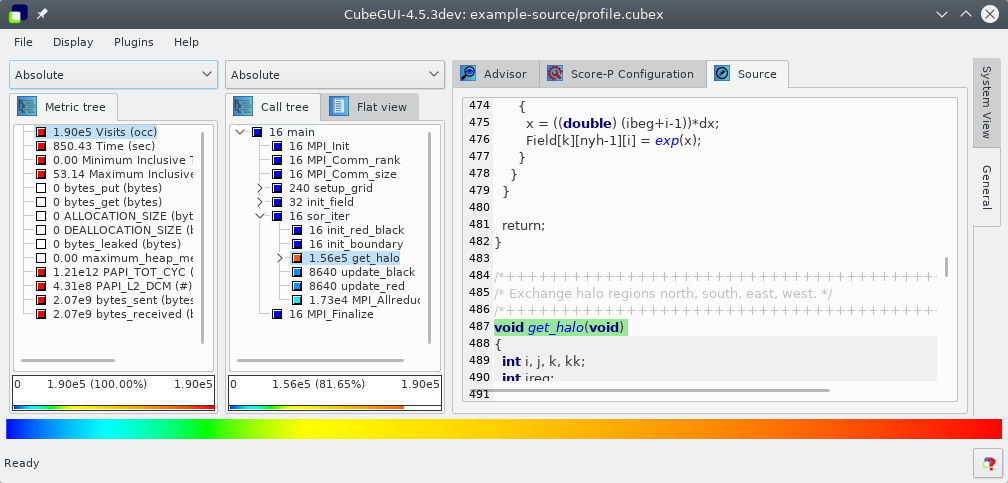 CubeGUI-4.5.3dev: example-source/profile.cubex
File Display Plugins Help
Absolute
Metric tree
1.90e5 Visits (occ)
850.43 Time (sec)
0.00 Minimum Inclusive T
53.14 Maximum Inclusive
0 bytes_put (bytes)
0 bytes_get (bytes)
0 ALLOCATION_SIZE (byt
0 DEALLOCATION_SIZE (b
0 bytes_leaked (bytes)
0.00 maximum_heap_me
1.21e12 PAPI_TOT_CYC (
4.31e8 PAPI_L2_DCM (#)
2.07e9 bytes_sent (bytes
2.07e9 bytes_received (b
0 1.90e5 (100.00%) 1.90e5
Absolute
Call tree Flat view
16 main
16 MPI_Init
16 MPI_Comm_rank
16 MPI_Comm_size
240 setup_grid
32 init_field
16 sor_iter
16 init_red_black
16 init_boundary
1.56e5 get_halo
8640 update_black
8640 update_red
1.73e4 MPI_Allreduc
16 MPI_Finalize
0 1.56e5 (81.65%) 1.90e5
Advisor Score-P Configuration Source
474 {
475 x = ((double) (ibeg+i-1))*dx;
476 Field[k][nyh-1][i] = exp(x);
477 }
478 }
479 }
480
481 return;
482 }
483
484 /*+++++++++++++++++++++++++++++++++++++++
485 /* Exchange halo regions north, south, east, west. */
486 /*+++++++++++++++++++++++++++++++++++++++
487 void get_halo(void)
488 {
489 int i, j, k, kk;
490 int ireq;
491
System View
General
Ready